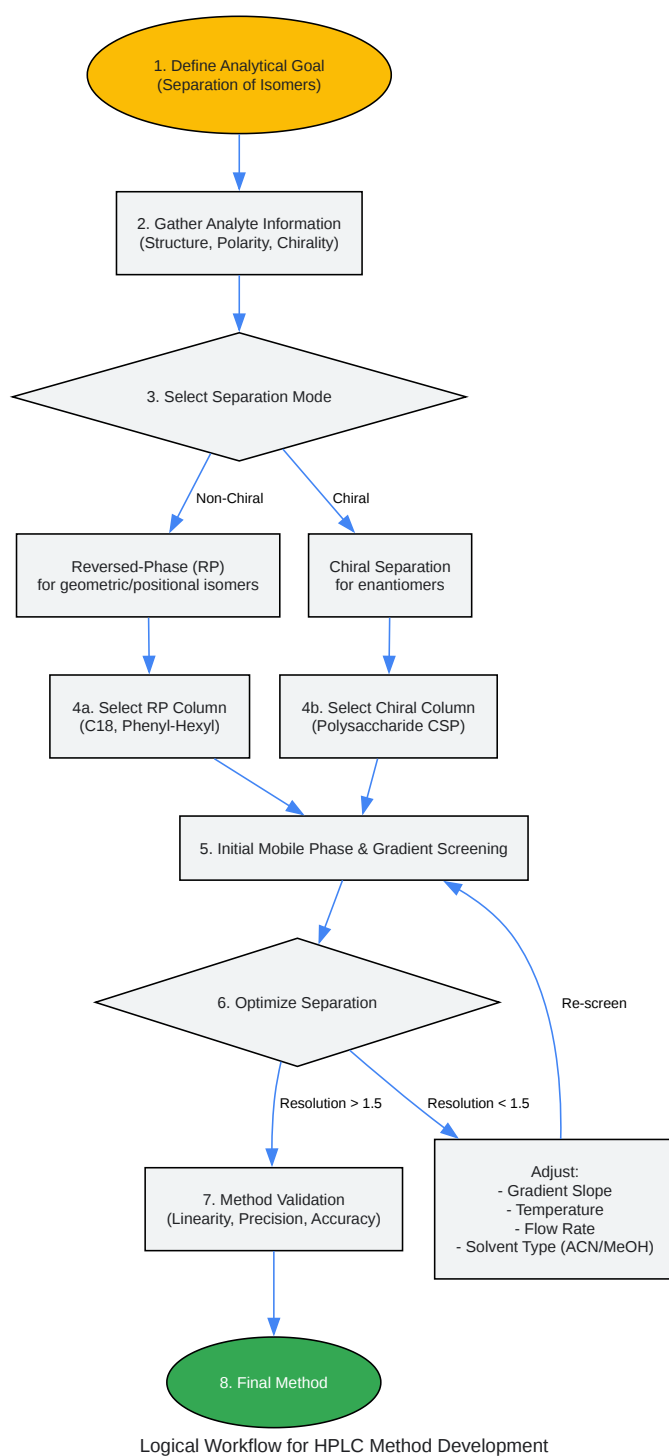 1. Define Analytical Goal
(Separation of Isomers)
2. Gather Analyte Information
(Structure, Polarity, Chirality)
3. Select Separation Mode
Non-Chiral
Chiral
Reversed-Phase (RP)
for geometric/positional isomers
Chiral Separation
for enantiomers
4a. Select RP Column
(C18, Phenyl-Hexyl)
4b. Select Chiral Column
(Polysaccharide CSP)
5. Initial Mobile Phase & Gradient Screening
6. Optimize Separation
Re-screen
Resolution > 1.5
Resolution < 1.5
Adjust:
- Gradient Slope
- Temperature
- Flow Rate
- Solvent Type (ACN/MeOH)
7. Method Validation
(Linearity, Precision, Accuracy)
8. Final Method
Logical Workflow for HPLC Method Development